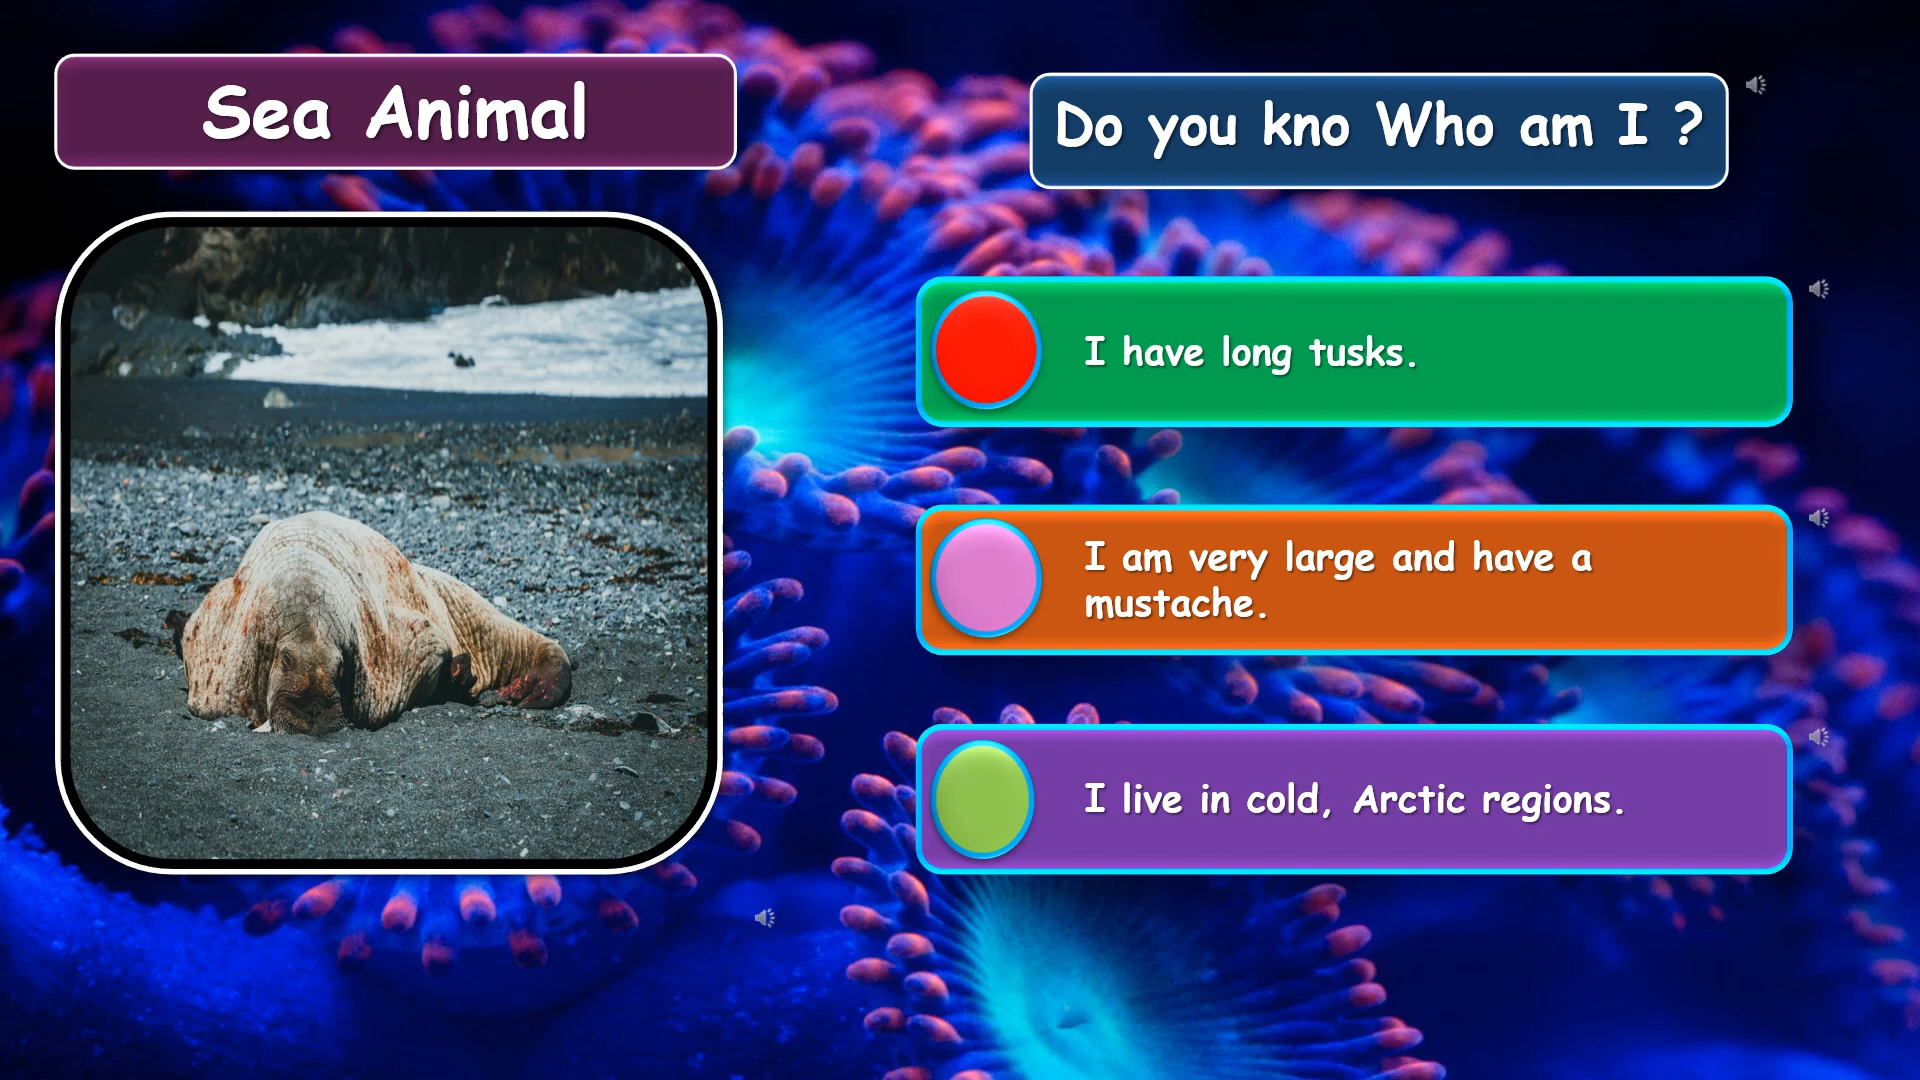 Sea Animal
Do you kno Who am I ?
I have long tusks.
I am very large and have a
mustache.
I live in cold, Arctic regions.